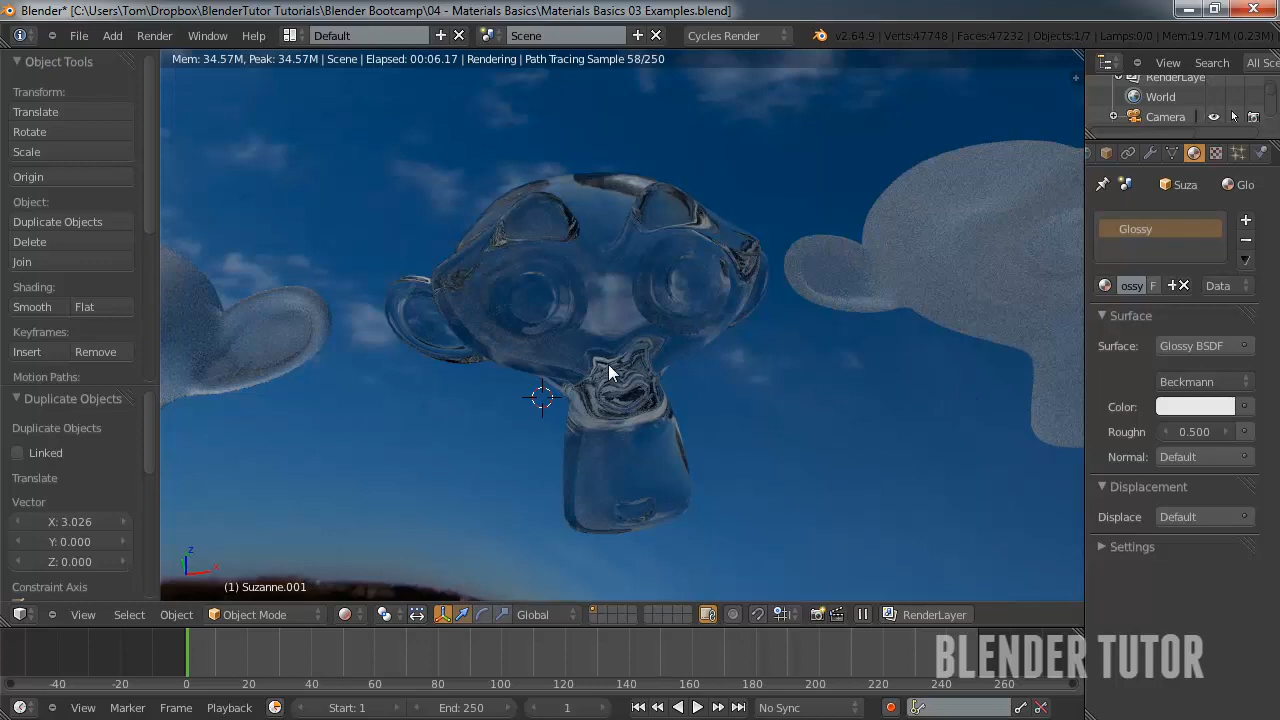 Blender* [C:\Users\Tom\Dropbox\BlenderTutor Tutorials\Blender Bootcamp\04 - Materials Basics\Materials Basics 03 Examples.blend]
File Add Render Window Help Default Scene Cycles Render v2.64.9 | Verts:47748 | Faces:47232 | Objects:1/7 | Lamps:0/0 | Mem:19.71M (0.23M)
Mem: 34.57M, Peak: 34.57M | Scene | Elapsed: 00:06.17 | Rendering | Path Tracing Sample 58/250
Object Tools
Transform:
Translate
Rotate
Scale
Origin
Object:
Duplicate Objects
Delete
Join
Shading:
Smooth Flat
Keyframes:
Insert Remove
Motion Paths:
Duplicate Objects
Duplicate Objects
Linked
Translate
Vector
X: 3.026
Y: 0.000
Z: 0.000
Constraint Axis
z
x
(1) Suzanne.001
View Select Object Object Mode Global RenderLayer
View Search All Sce
RenderLaye
World
Camera
Suza Glo
Glossy
ossy F Data
Surface
Surface: Glossy BSDF
Beckmann
Color:
Roughn 0.500
Normal: Default
Displacement
Displace Default
Settings
BLENDER TUTOR
-40 -20 0 20 40 60 80 100 120 140 160 180 200 220 240 260
View Marker Frame Playback Start: 1 End: 250 1 No Sync